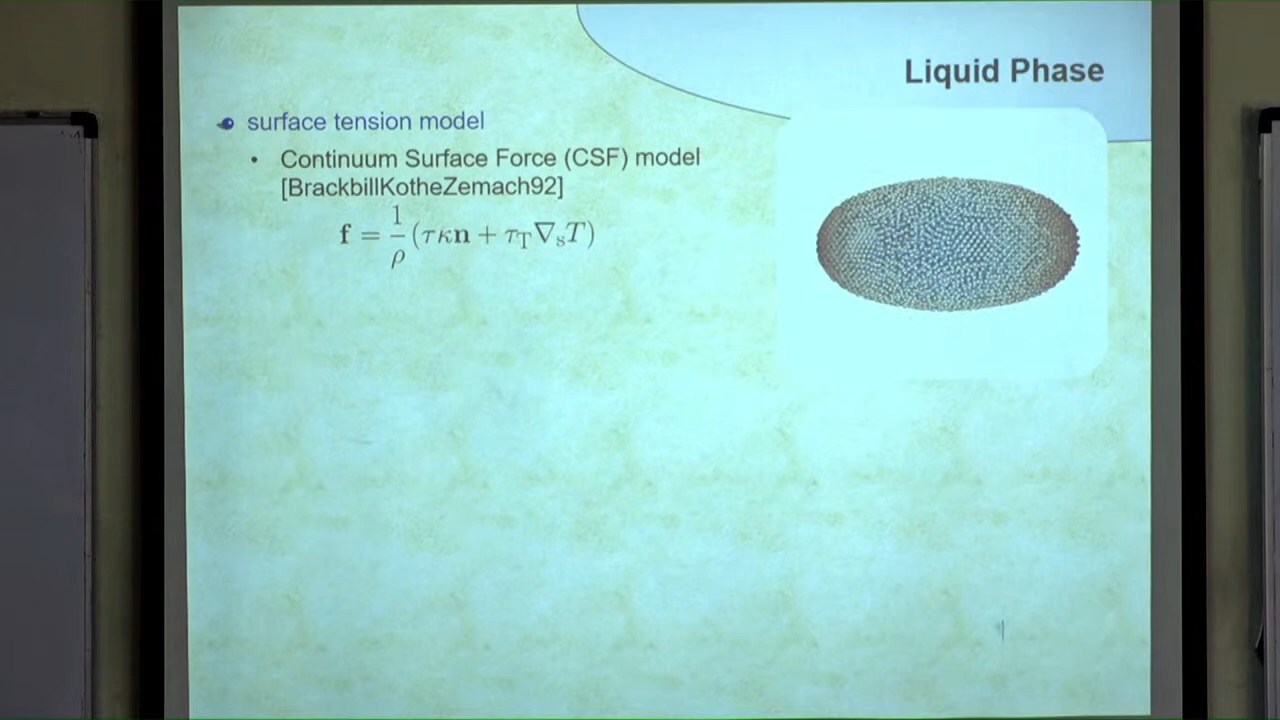 Liquid Phase
surface tension model
• Continuum Surface Force (CSF) model
[BrackbillKotheZemach92]
f = 1/ρ (τκn + τ_T ∇_s T)